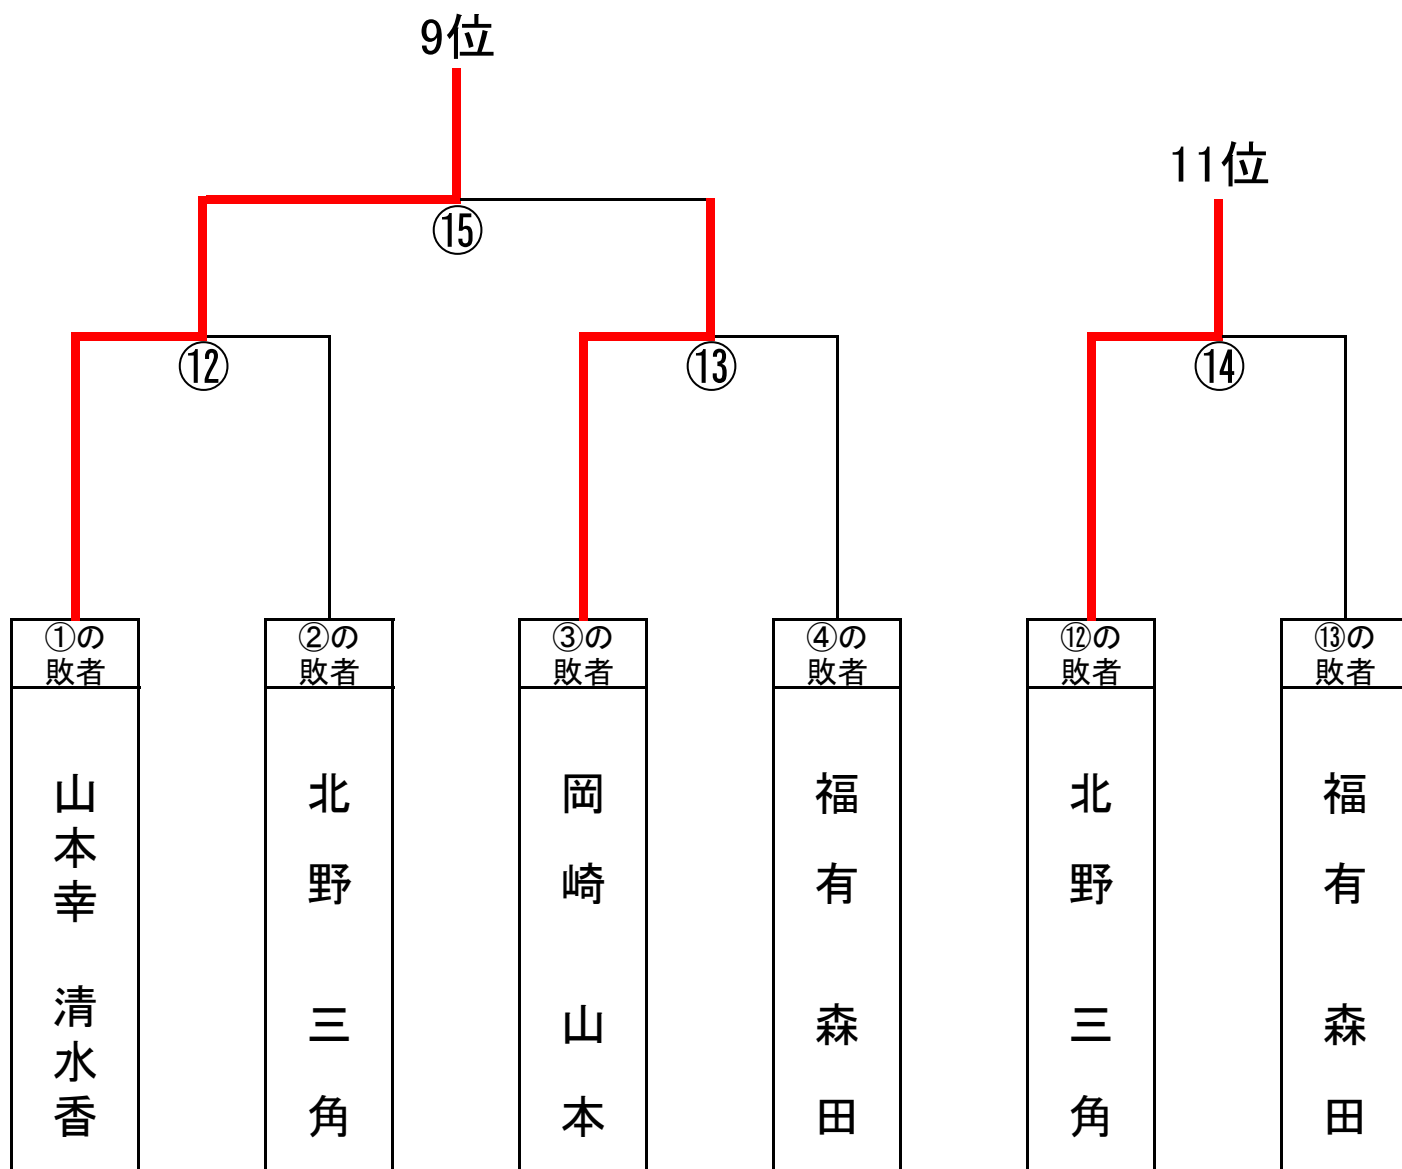 9位
11位
⑮
⑫
⑬
⑭
①の
敗者
②の
敗者
③の
敗者
④の
敗者
⑫の
敗者
⑬の
敗者
山本幸 清水香
北野 三角
岡崎 山本
福有 森田
北野 三角
福有 森田